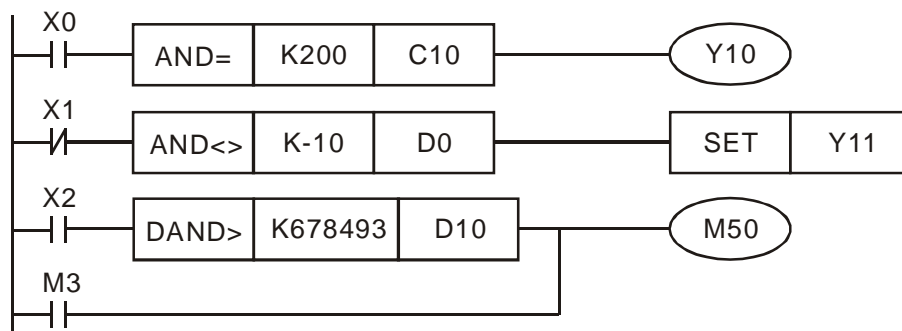 X0
AND= K200 C10 Y10
X1
AND<> K-10 D0 SET Y11
X2
DAND> K678493 D10 M50
M3